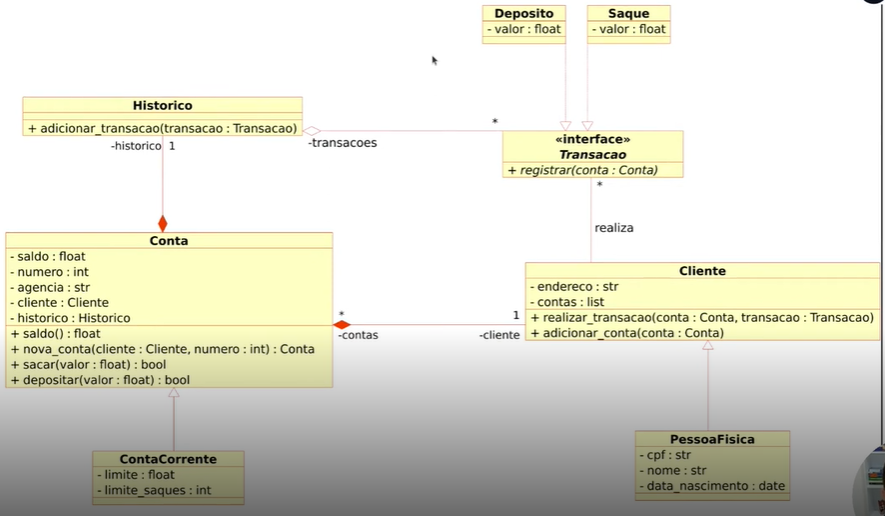 Deposito
- valor : float
Saque
- valor : float
Historico
+ adicionar_transacao(transacao : Transacao)
-historico 1
-transacoes
*
«interface»
Transacao
+ registrar(conta : Conta)
*
realiza
Conta
- saldo : float
- numero : int
- agencia : str
- cliente : Cliente
- historico : Historico
+ saldo() : float
+ nova_conta(cliente : Cliente, numero : int) : Conta
+ sacar(valor : float) : bool
+ depositar(valor : float) : bool
*
-contas
1
-cliente
Cliente
- endereco : str
- contas : list
+ realizar_transacao(conta : Conta, transacao : Transacao)
+ adicionar_conta(conta : Conta)
ContaCorrente
- limite : float
- limite_saques : int
PessoaFisica
- cpf : str
- nome : str
- data_nascimento : date